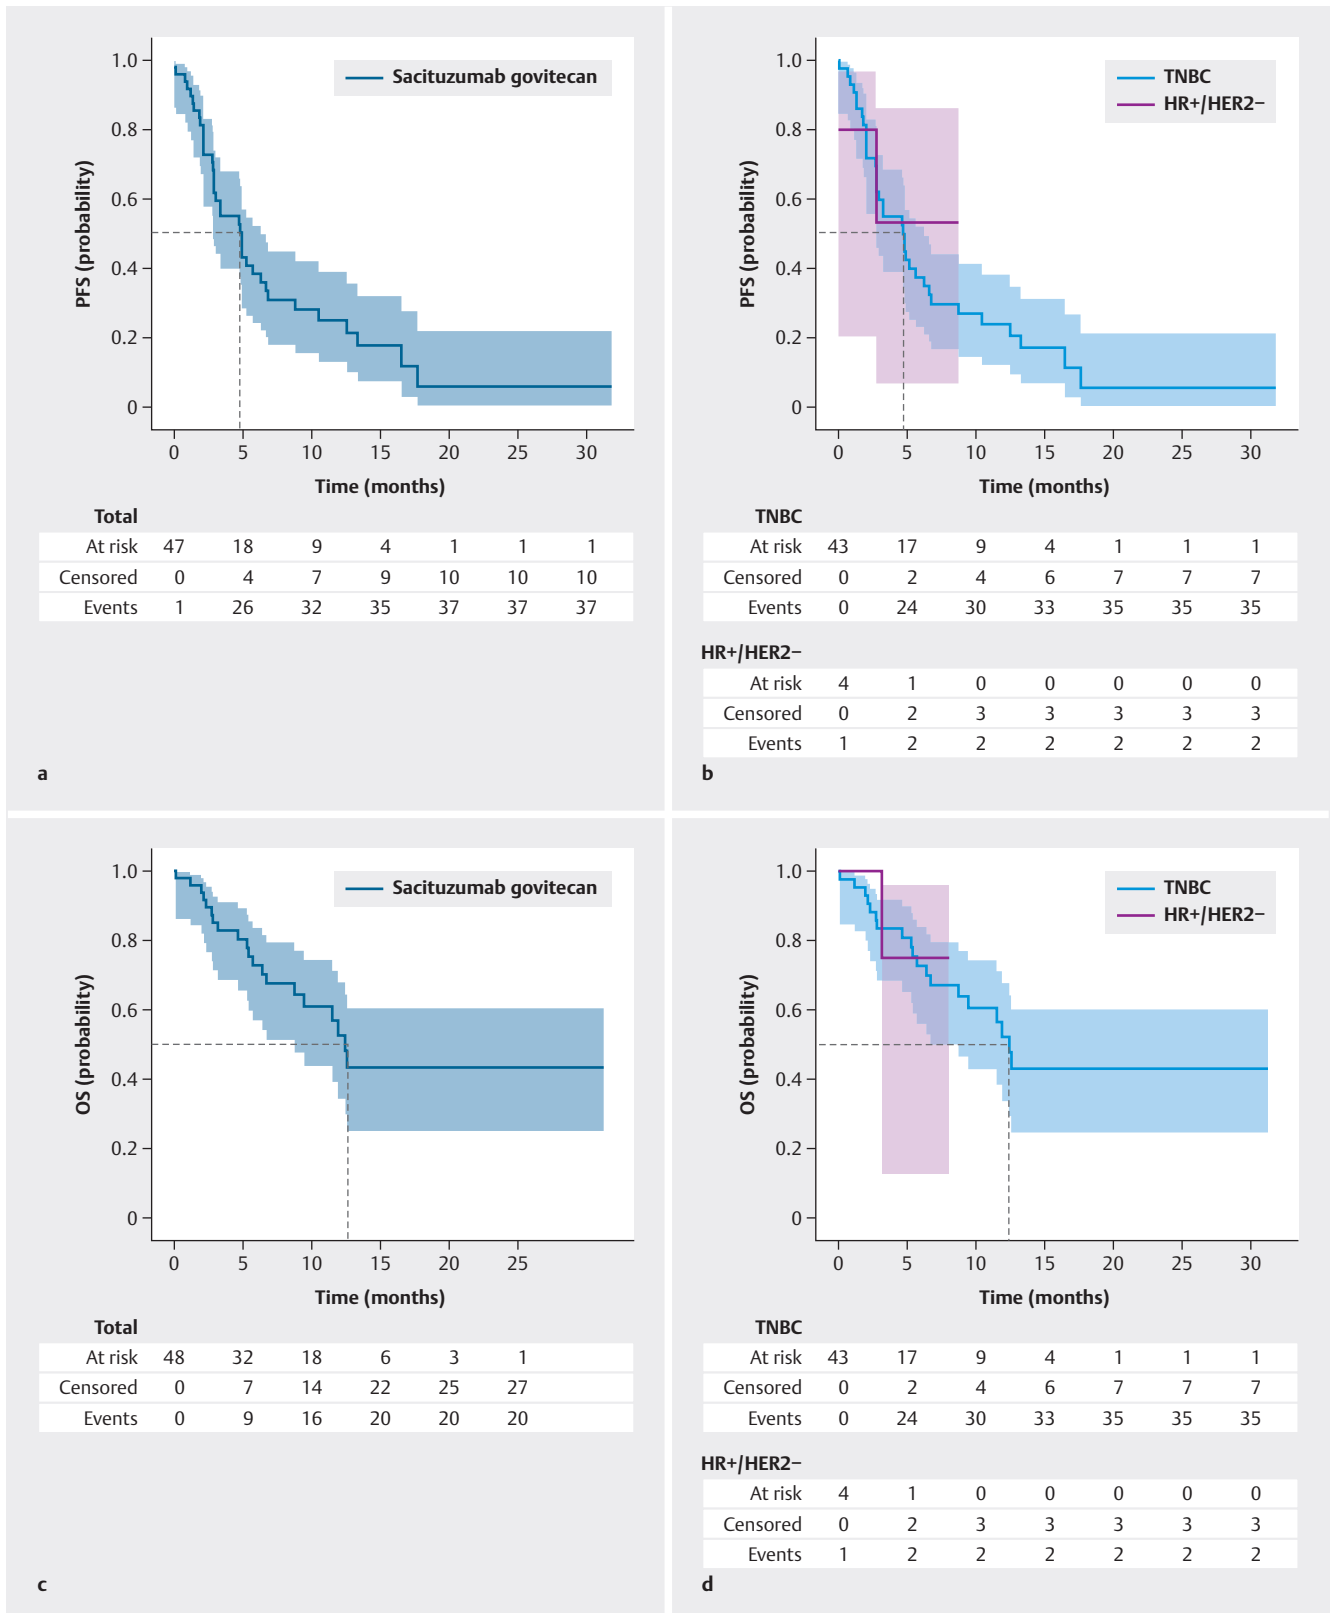 1.0
0.8
0.6
0.4
0.2
0
PFS (probability)
Sacituzumab govitecan
0 5 10 15 20 25 30
Time (months)
Total
At risk 47 18 9 4 1 1 1
Censored 0 4 7 9 10 10 10
Events 1 26 32 35 37 37 37
a
1.0
0.8
0.6
0.4
0.2
0
PFS (probability)
TNBC
HR+/HER2–
0 5 10 15 20 25 30
Time (months)
TNBC
At risk 43 17 9 4 1 1 1
Censored 0 2 4 6 7 7 7
Events 0 24 30 33 35 35 35
HR+/HER2–
At risk 4 1 0 0 0 0 0
Censored 0 2 3 3 3 3 3
Events 1 2 2 2 2 2 2
b
1.0
0.8
0.6
0.4
0.2
0
OS (probability)
Sacituzumab govitecan
0 5 10 15 20 25
Time (months)
Total
At risk 48 32 18 6 3 1
Censored 0 7 14 22 25 27
Events 0 9 16 20 20 20
c
1.0
0.8
0.6
0.4
0.2
0
OS (probability)
TNBC
HR+/HER2–
0 5 10 15 20 25 30
Time (months)
TNBC
At risk 43 17 9 4 1 1 1
Censored 0 2 4 6 7 7 7
Events 0 24 30 33 35 35 35
HR+/HER2–
At risk 4 1 0 0 0 0 0
Censored 0 2 3 3 3 3 3
Events 1 2 2 2 2 2 2
d